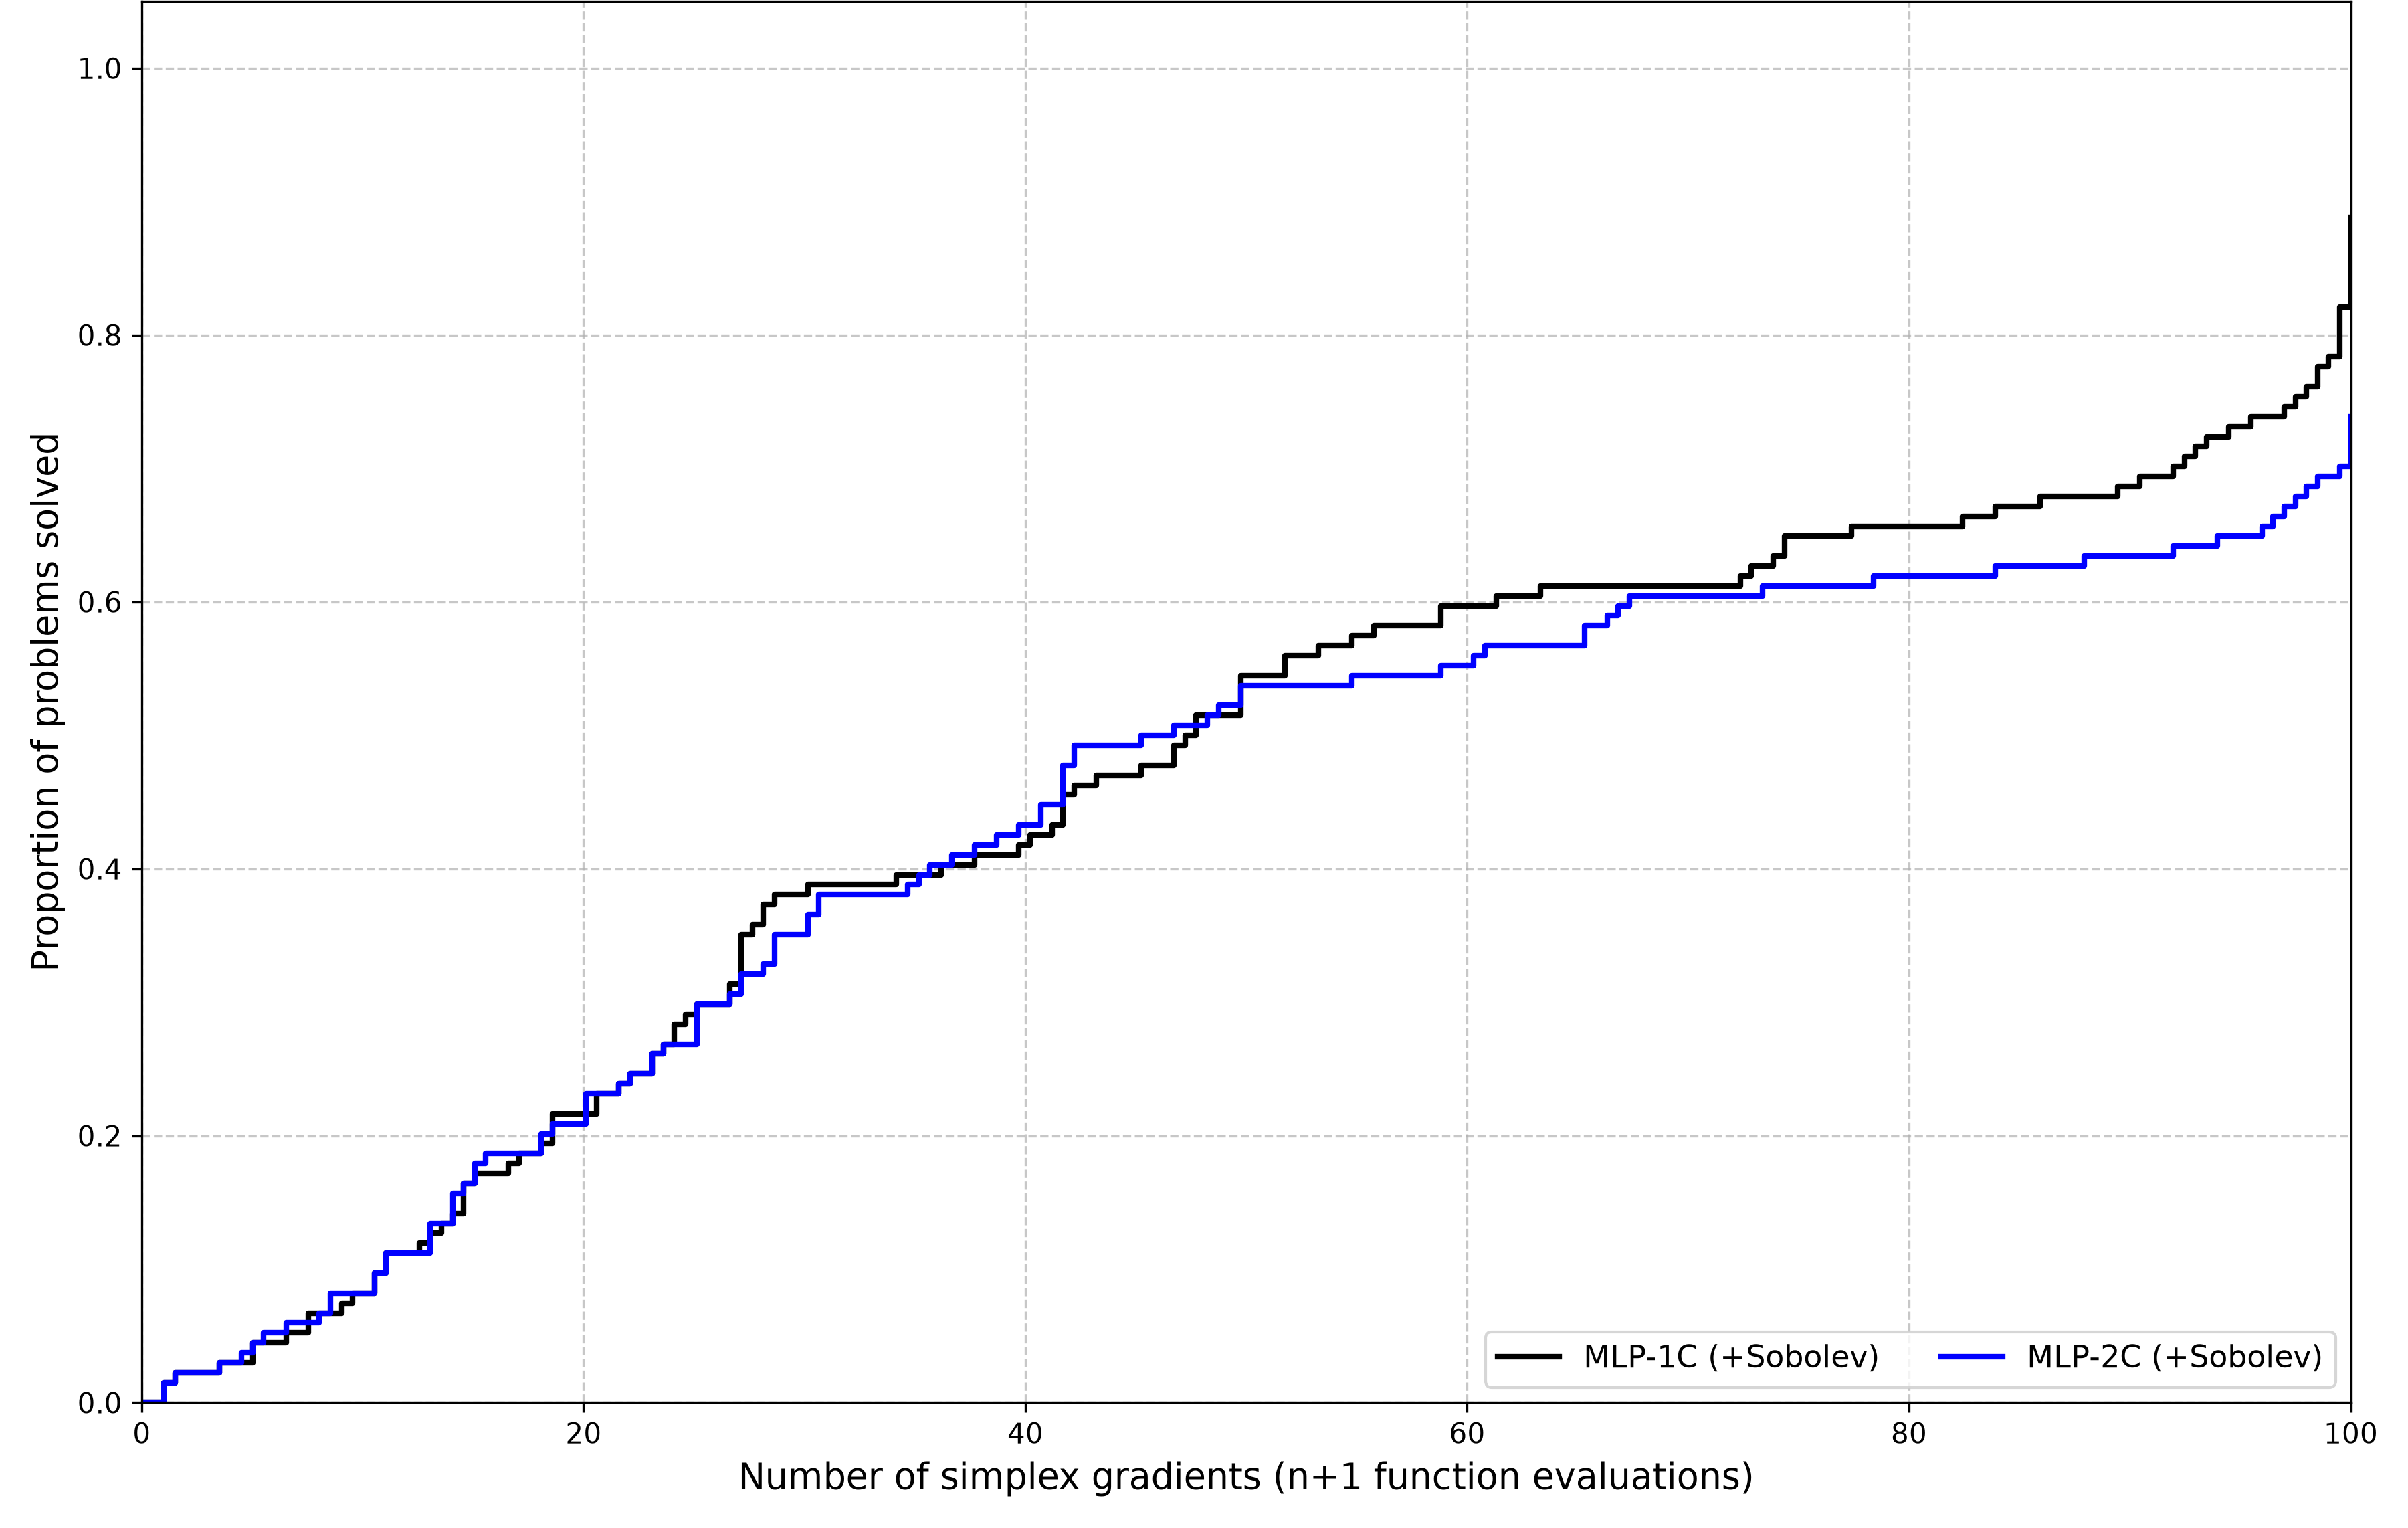 1.0
0.8
0.6
0.4
0.2
0.0
Proportion of problems solved
MLP-1C (+Sobolev) MLP-2C (+Sobolev)
0 20 40 60 80 100
Number of simplex gradients (n+1 function evaluations)